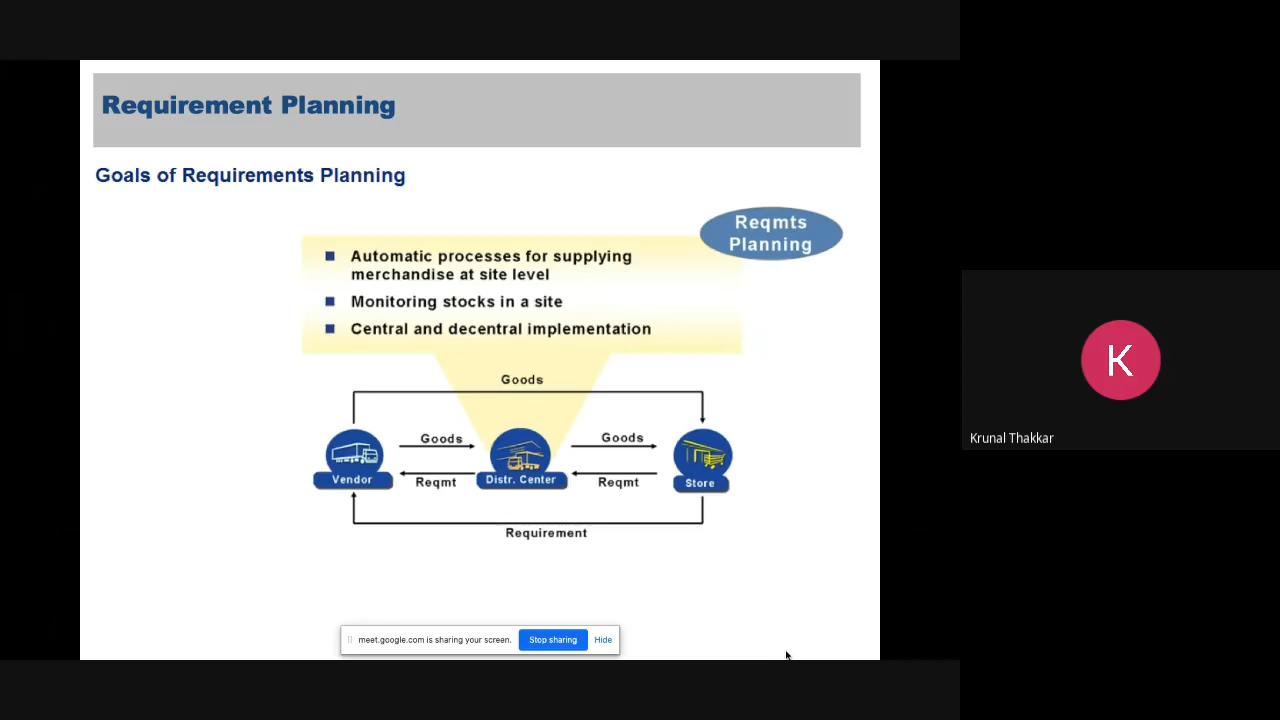 Requirement Planning
Goals of Requirements Planning
Reqmts
Planning
■ Automatic processes for supplying
merchandise at site level
■ Monitoring stocks in a site
■ Central and decentral implementation
Goods
Goods
Goods
Vendor
Distr. Center
Store
Reqmt
Reqmt
Requirement
meet.google.com is sharing your screen. Stop sharing Hide
K
Krunal Thakkar